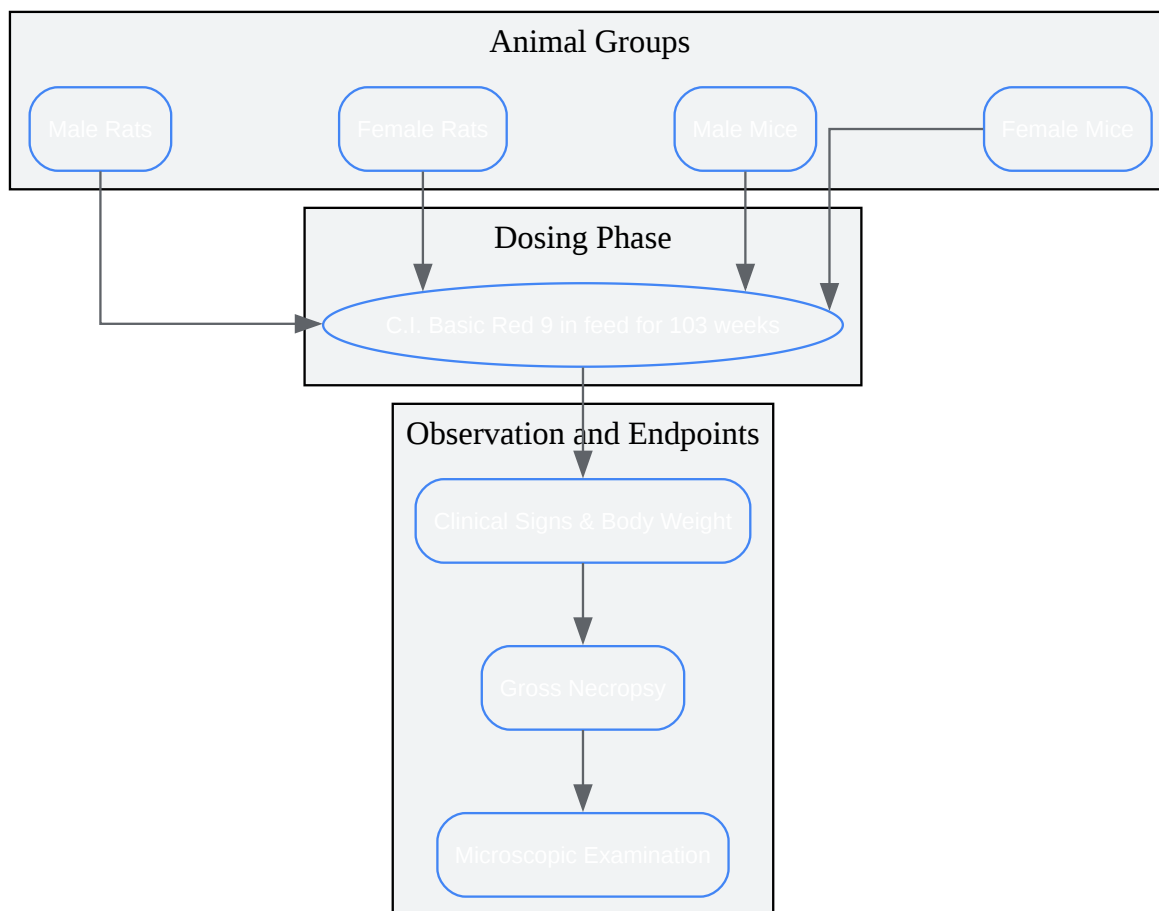 Animal Groups
Male Rats
Female Rats
Male Mice
Female Mice
Dosing Phase
C.I. Basic Red 9 in feed for 103 weeks
Observation and Endpoints
Clinical Signs & Body Weight
Gross Necropsy
Microscopic Examination